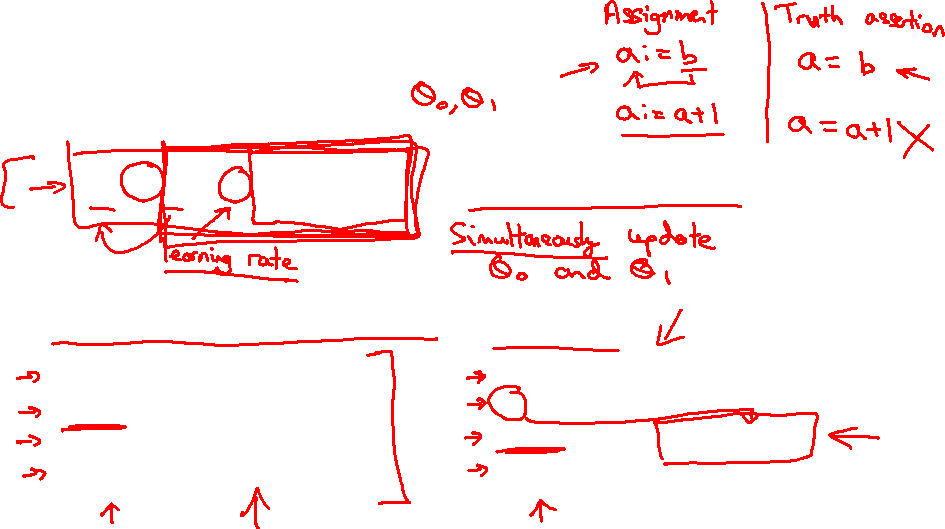 Assignment
Truth assertion
a:=b
a=b
a:=a+1
a=a+1
θ₀,θ₁
learning rate
Simultaneously update
θ₀ and θ₁